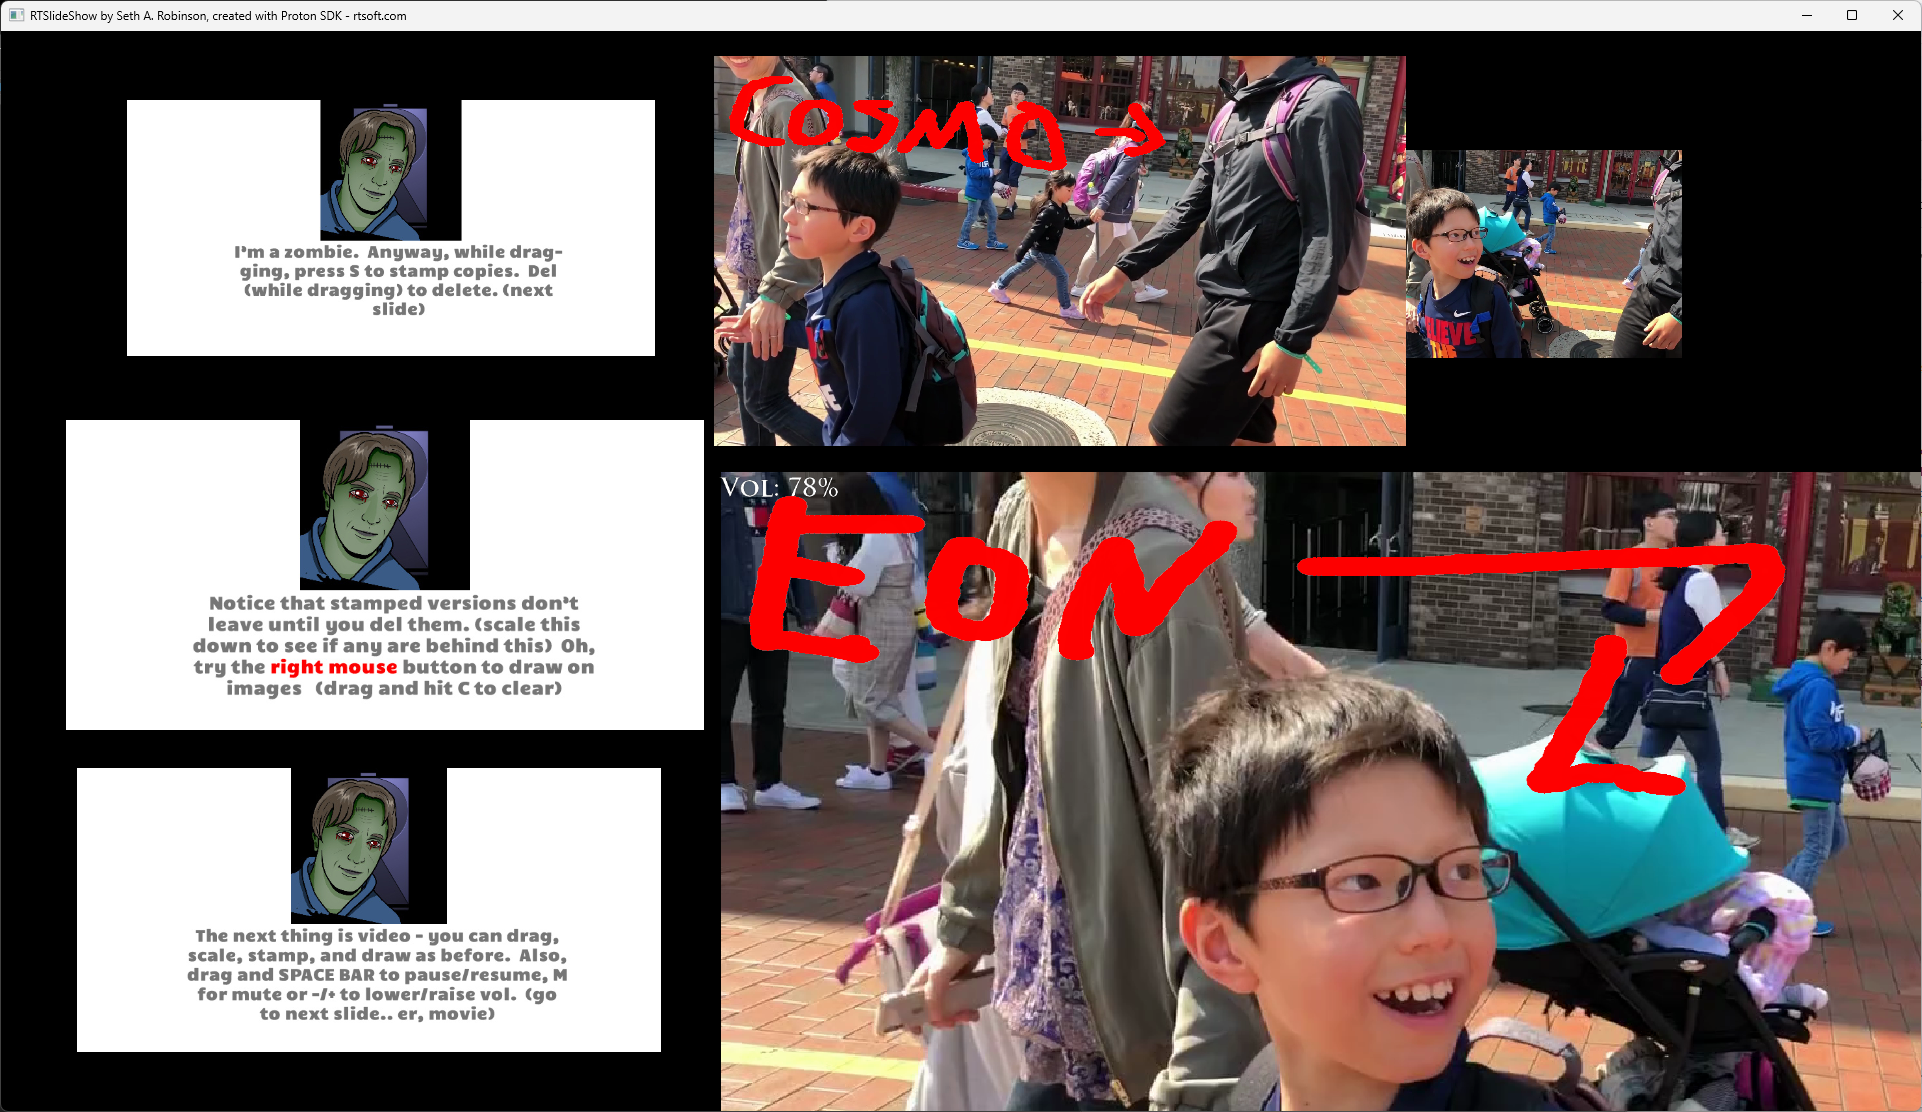 RTSlideShow by Seth A. Robinson, created with Proton SDK - rtsoft.com
I'm a zombie.  Anyway, while drag-
ging, press S to stamp copies.  Del
(while dragging) to delete. (next
slide)
Notice that stamped versions don't
leave until you del them. (scale this
down to see if any are behind this)  Oh,
try the right mouse button to draw on
images   (drag and hit C to clear)
The next thing is video - you can drag,
scale, stamp, and draw as before.  Also,
drag and SPACE BAR to pause/resume, M
for mute or -/+ to lower/raise vol.  (go
to next slide.. er, movie)
COSMO →
Vol: 78%
EON